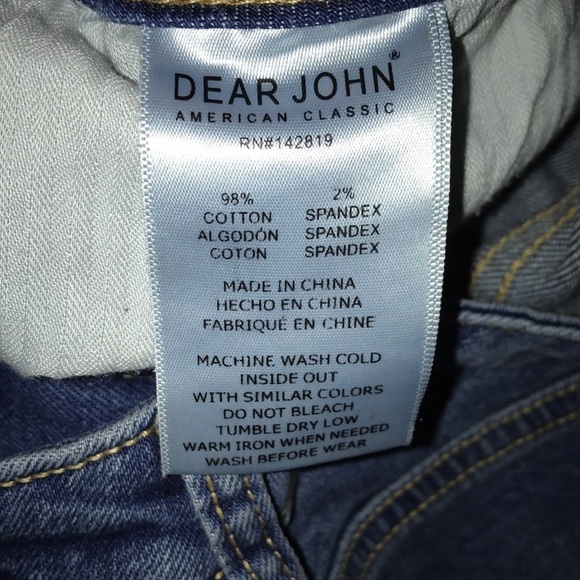 DEAR JOHN®
AMERICAN CLASSIC
RN#142819
98% 2%
COTTON SPANDEX
ALGODÓN SPANDEX
COTON SPANDEX
MADE IN CHINA
HECHO EN CHINA
FABRIQUÉ EN CHINE
MACHINE WASH COLD
INSIDE OUT
WITH SIMILAR COLORS
DO NOT BLEACH
TUMBLE DRY LOW
WARM IRON WHEN NEEDED
WASH BEFORE WEAR